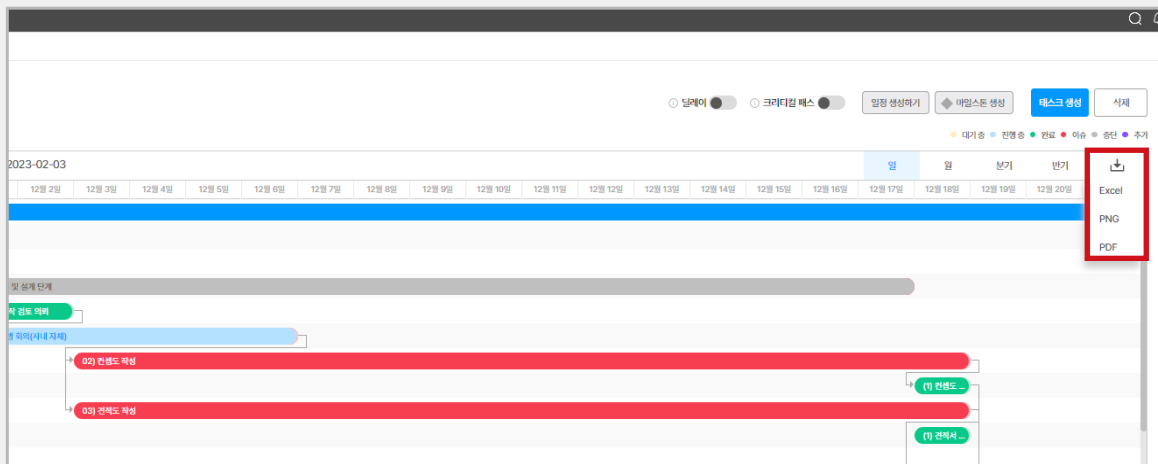 딜레이 크리티컬 패스 일정 생성하기 마일스톤 생성 태스크 생성 삭제
대기 중 진행 중 완료 이슈 중단 추가
2023-02-03 일 월 분기 반기
12월 2일 12월 3일 12월 4일 12월 5일 12월 6일 12월 7일 12월 8일 12월 9일 12월 10일 12월 11일 12월 12일 12월 13일 12월 14일 12월 15일 12월 16일 12월 17일 12월 18일 12월 19일 12월 20일
Excel
PNG
PDF
및 설계 단계
작 검토 의뢰
회의(사내 자체)
02) 컨셉도 작성
(1) 컨셉도 ...
03) 견적도 작성
(1) 견적서 ...